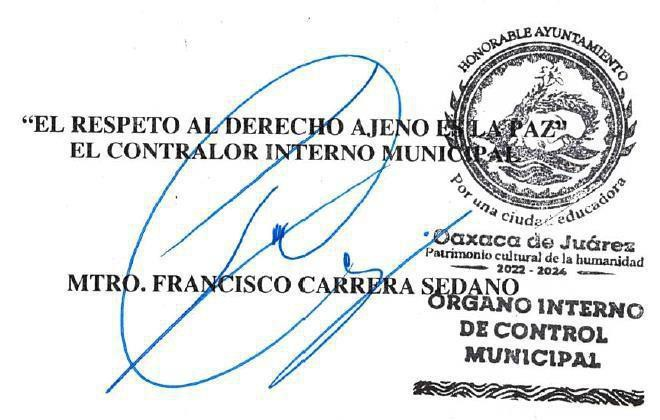 "EL RESPETO AL DERECHO AJENO ES LA PAZ"
EL CONTRALOR INTERNO MUNICIPAL
MTRO. FRANCISCO CARRERA SEDANO
HONORABLE AYUNTAMIENTO
Por una ciudad educadora
Oaxaca de Juárez
Patrimonio cultural de la humanidad
2022 - 2024
ÓRGANO INTERNO
DE CONTROL
MUNICIPAL